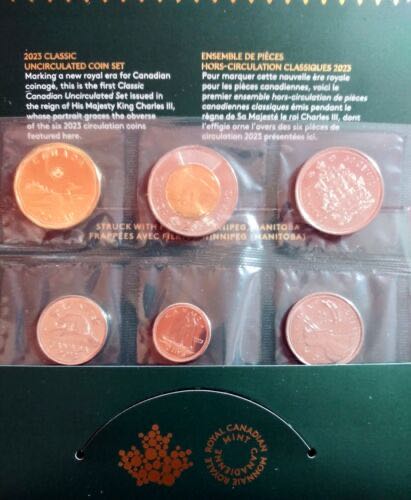 2023 CLASSIC
UNCIRCULATED COIN SET
Marking a new royal era for Canadian
coinage, this is the first Classic
Canadian Uncirculated Set issued in
the reign of His Majesty King Charles III,
whose portrait graces the obverse
of the six 2023 circulation coins
featured here.
ENSEMBLE DE PIÈCES
HORS-CIRCULATION CLASSIQUES 2023
Pour marquer cette nouvelle ère royale
pour les pièces canadiennes, voici le
premier ensemble hors-circulation de pièces
canadiennes classiques émis pendant le
règne de Sa Majesté le roi Charles III, dont
l'effigie orne l'avers des six pièces de
circulation 2023 présentées ici.
CANADA
STRUCK WITH WINNIPEG, MANITOBA
FRAPPÉES AVEC WINNIPEG (MANITOBA)
ROYAL CANADIAN MINT
MONNAIE ROYALE CANADIENNE